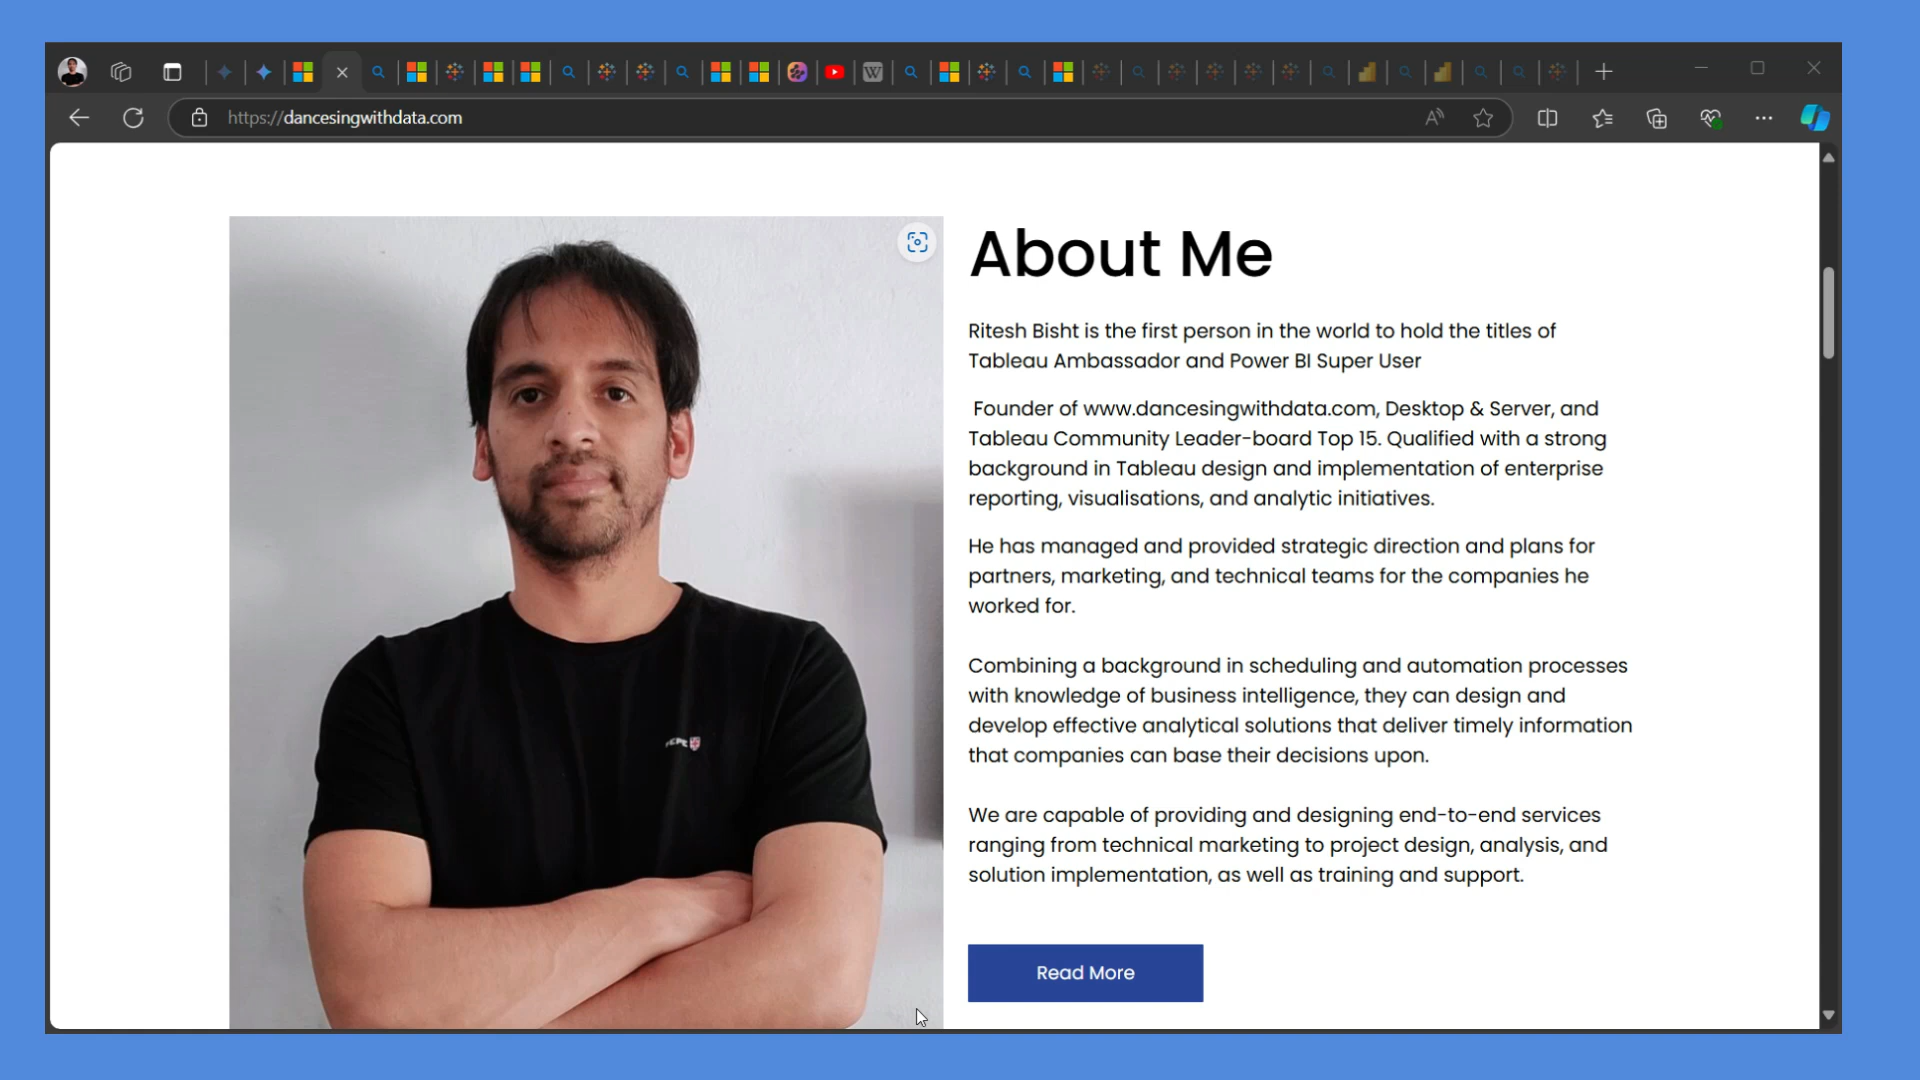 https://dancesingwithdata.com
About Me
Ritesh Bisht is the first person in the world to hold the titles of
Tableau Ambassador and Power BI Super User
Founder of www.dancesingwithdata.com, Desktop & Server, and
Tableau Community Leader-board Top 15. Qualified with a strong
background in Tableau design and implementation of enterprise
reporting, visualisations, and analytic initiatives.
He has managed and provided strategic direction and plans for
partners, marketing, and technical teams for the companies he
worked for.
Combining a background in scheduling and automation processes
with knowledge of business intelligence, they can design and
develop effective analytical solutions that deliver timely information
that companies can base their decisions upon.
We are capable of providing and designing end-to-end services
ranging from technical marketing to project design, analysis, and
solution implementation, as well as training and support.
Read More